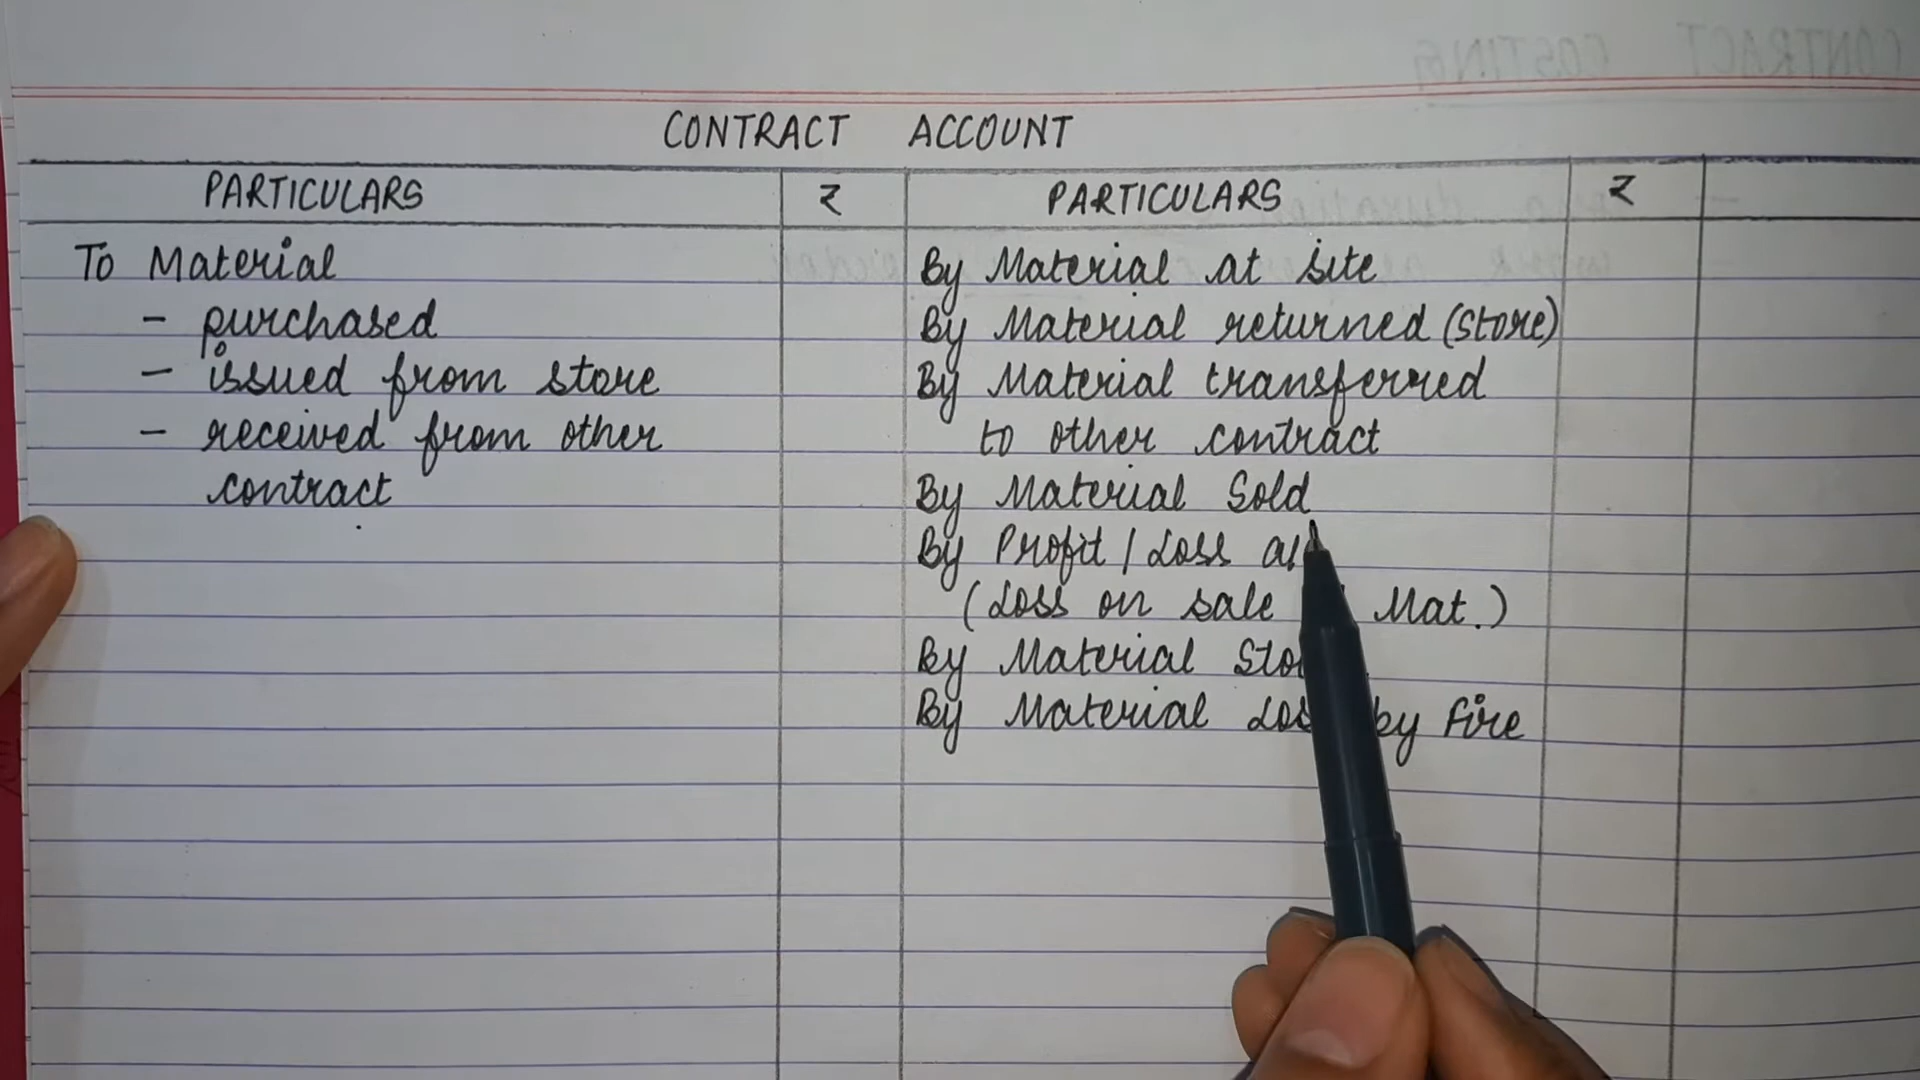 CONTRACT COSTING
CONTRACT ACCOUNT
PARTICULARS ₹ PARTICULARS ₹
To Material
- purchased
- issued from store
- received from other
contract
By Material at site
By Material returned (Store)
By Material transferred
to other contract
By Material Sold
By Profit / Loss
(Loss on sale Mat.)
By Material
By Material by fire